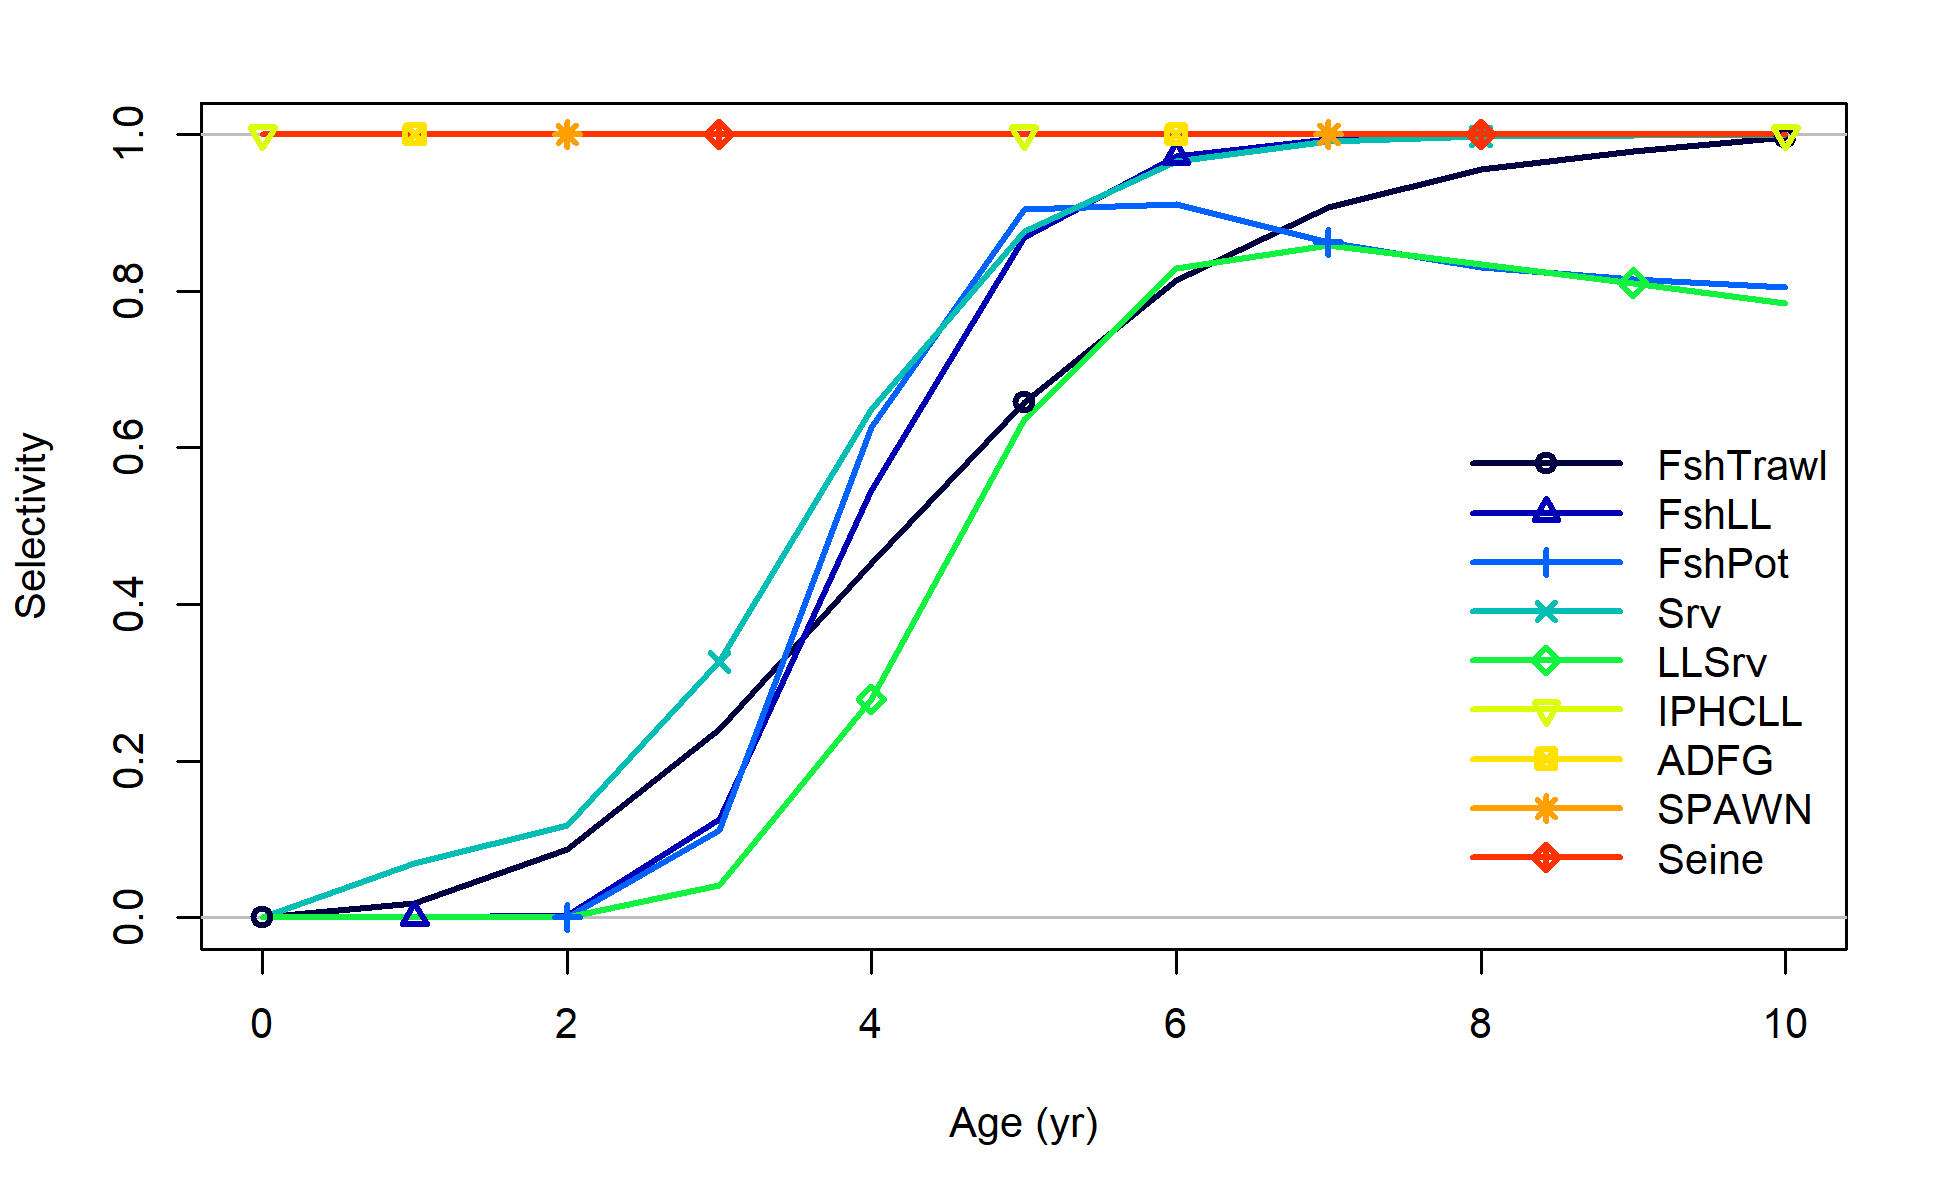 1.0
0.8
0.6
0.4
0.2
0.0
Selectivity
FshTrawl
FshLL
FshPot
Srv
LLSrv
IPHCLL
ADFG
SPAWN
Seine
0 2 4 6 8 10
Age (yr)